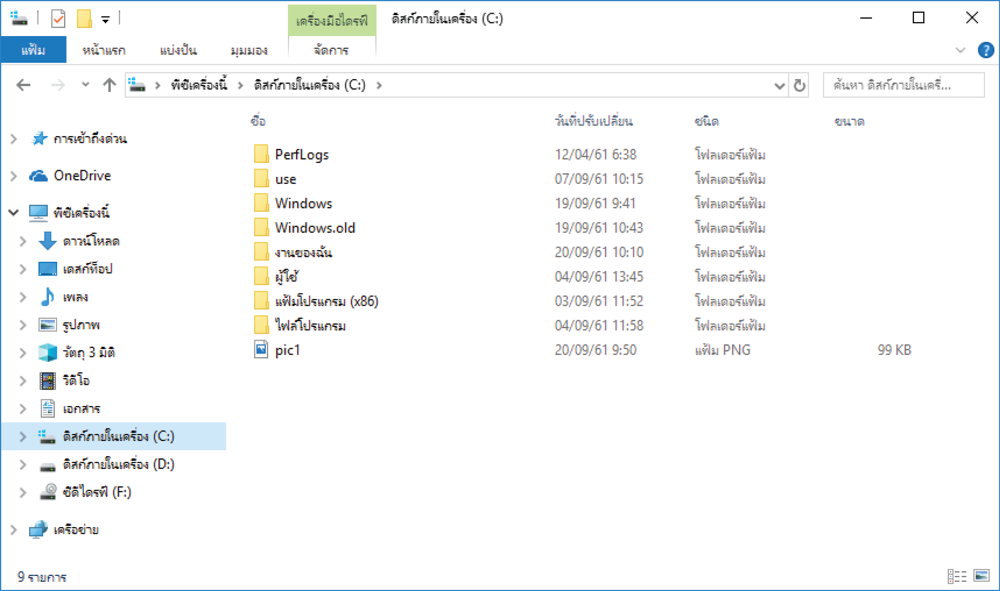 เครื่องมือไดรฟ์ ดิสก์ภายในเครื่อง (C:)
แฟ้ม หน้าแรก แบ่งปัน มุมมอง จัดการ
พีซีเครื่องนี้ ดิสก์ภายในเครื่อง (C:) ค้นหา ดิสก์ภายในเครื่...
ชื่อ วันที่ปรับเปลี่ยน ชนิด ขนาด
การเข้าถึงด่วน
OneDrive
พีซีเครื่องนี้
ดาวน์โหลด
เดสก์ท็อป
เพลง
รูปภาพ
วัตถุ 3 มิติ
วิดีโอ
เอกสาร
ดิสก์ภายในเครื่อง (C:)
ดิสก์ภายในเครื่อง (D:)
ซีดีไดรฟ์ (F:)
เครือข่าย
PerfLogs 12/04/61 6:38 โฟลเดอร์แฟ้ม
use 07/09/61 10:15 โฟลเดอร์แฟ้ม
Windows 19/09/61 9:41 โฟลเดอร์แฟ้ม
Windows.old 19/09/61 10:43 โฟลเดอร์แฟ้ม
งานของฉัน 20/09/61 10:10 โฟลเดอร์แฟ้ม
ผู้ใช้ 04/09/61 13:45 โฟลเดอร์แฟ้ม
แฟ้มโปรแกรม (x86) 03/09/61 11:52 โฟลเดอร์แฟ้ม
ไฟล์โปรแกรม 04/09/61 11:58 โฟลเดอร์แฟ้ม
pic1 20/09/61 9:50 แฟ้ม PNG 99 KB
9 รายการ